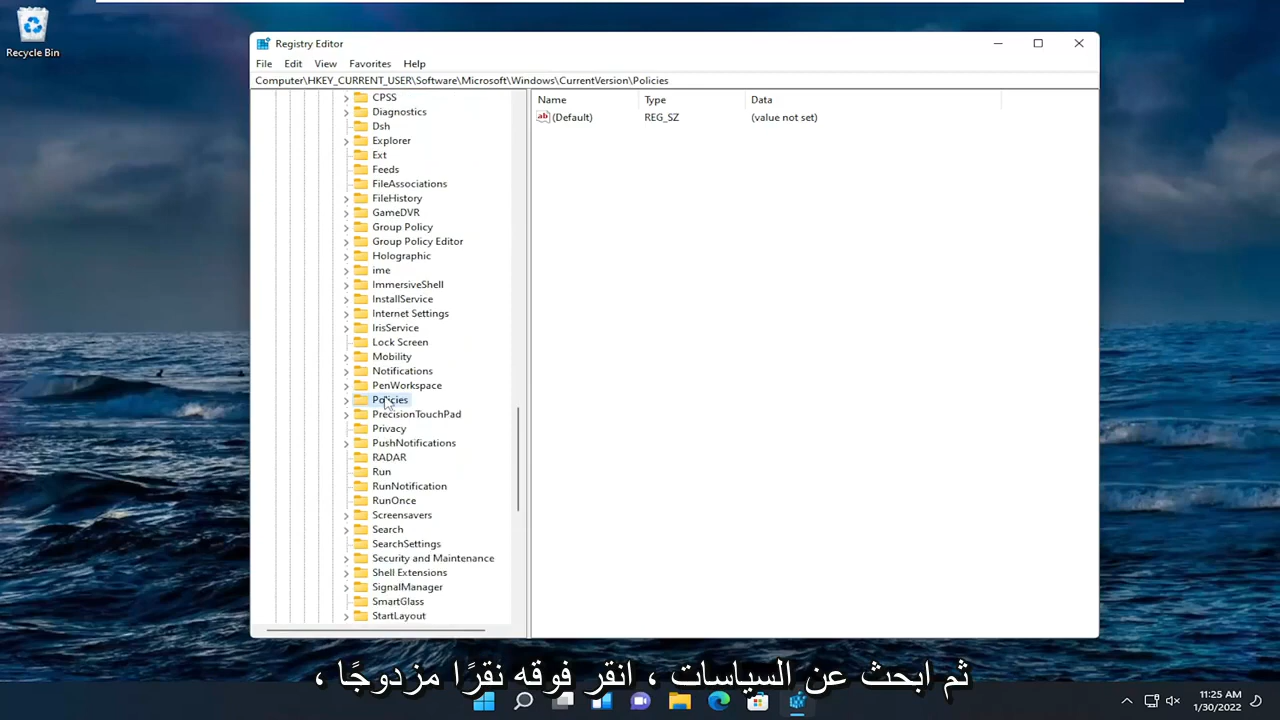 Recycle Bin
Registry Editor
File Edit View Favorites Help
Computer\HKEY_CURRENT_USER\Software\Microsoft\Windows\CurrentVersion\Policies
Name Type Data
(Default) REG_SZ (value not set)
CPSS
Diagnostics
Dsh
Explorer
Ext
Feeds
FileAssociations
FileHistory
GameDVR
Group Policy
Group Policy Editor
Holographic
ime
ImmersiveShell
InstallService
Internet Settings
IrisService
Lock Screen
Mobility
Notifications
PenWorkspace
Policies
PrecisionTouchPad
Privacy
PushNotifications
RADAR
Run
RunNotification
RunOnce
Screensavers
Search
SearchSettings
Security and Maintenance
Shell Extensions
SignalManager
SmartGlass
StartLayout
ثم ابحث عن السياسات ، انقر فوقه نقرًا مزدوجًا ،
11:25 AM
1/30/2022